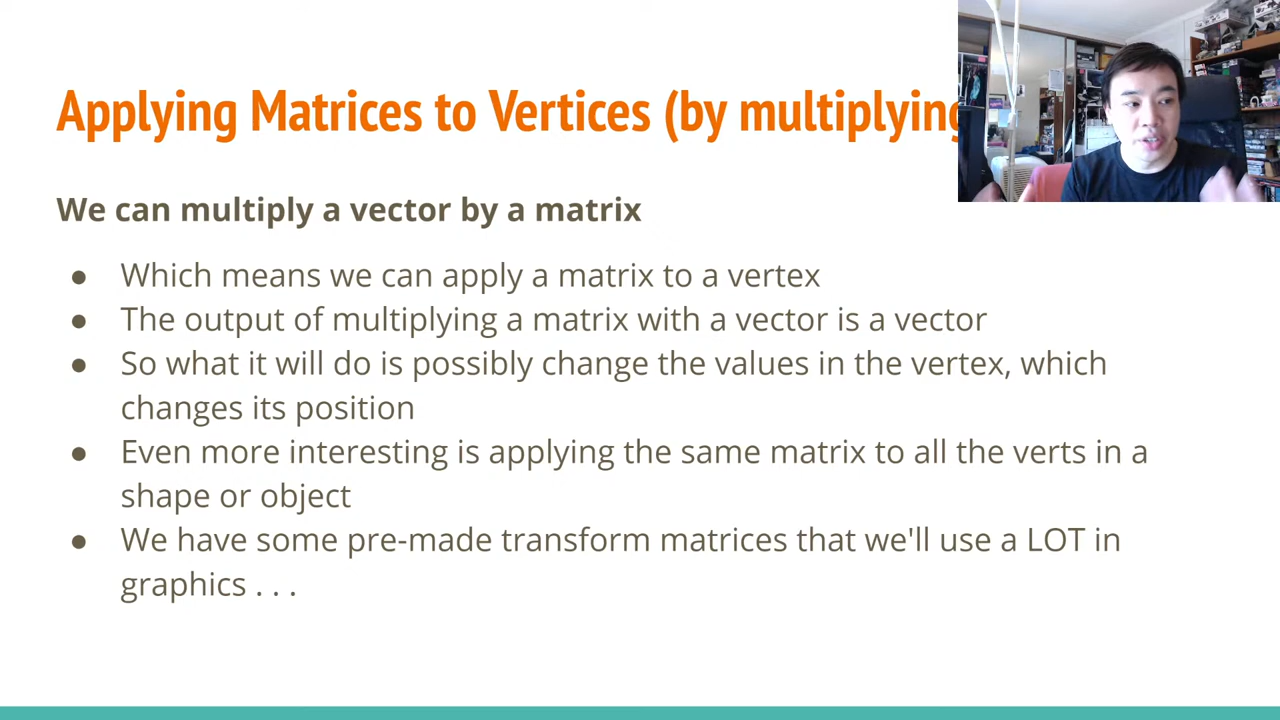 Applying Matrices to Vertices (by multiplying
We can multiply a vector by a matrix
● Which means we can apply a matrix to a vertex
● The output of multiplying a matrix with a vector is a vector
● So what it will do is possibly change the values in the vertex, which
changes its position
● Even more interesting is applying the same matrix to all the verts in a
shape or object
● We have some pre-made transform matrices that we'll use a LOT in
graphics . . .